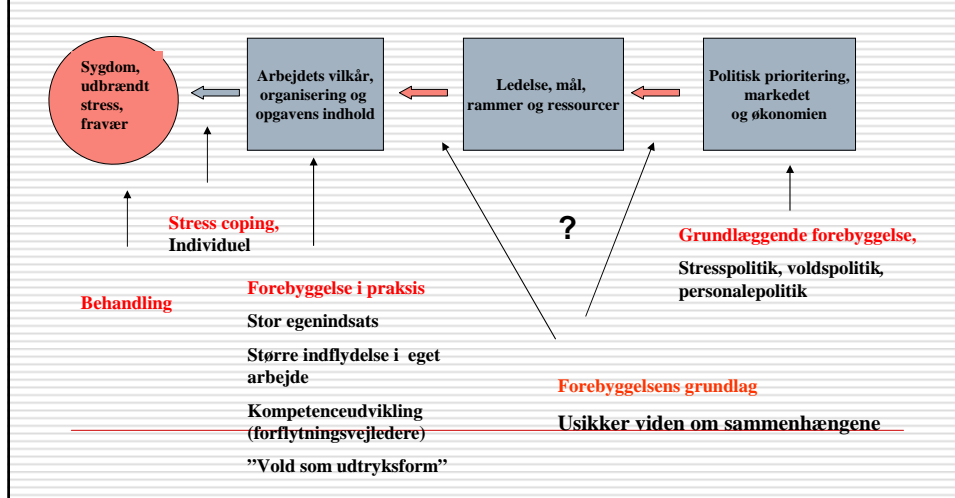 Sygdom,
udbrændt
stress,
fravær
Arbejdets vilkår,
organisering og
opgavens indhold
Ledelse, mål,
rammer og ressourcer
Politisk prioritering,
markedet
og økonomien
Stress coping,
Individuel
Behandling
Forebyggelse i praksis
Stor egenindsats
Større indflydelse i eget
arbejde
Kompetenceudvikling
(forflytningsvejledere)
”Vold som udtryksform”
?
Forebyggelsens grundlag
Usikker viden om sammenhængene
Grundlæggende forebyggelse,
Stresspolitik, voldspolitik,
personalepolitik